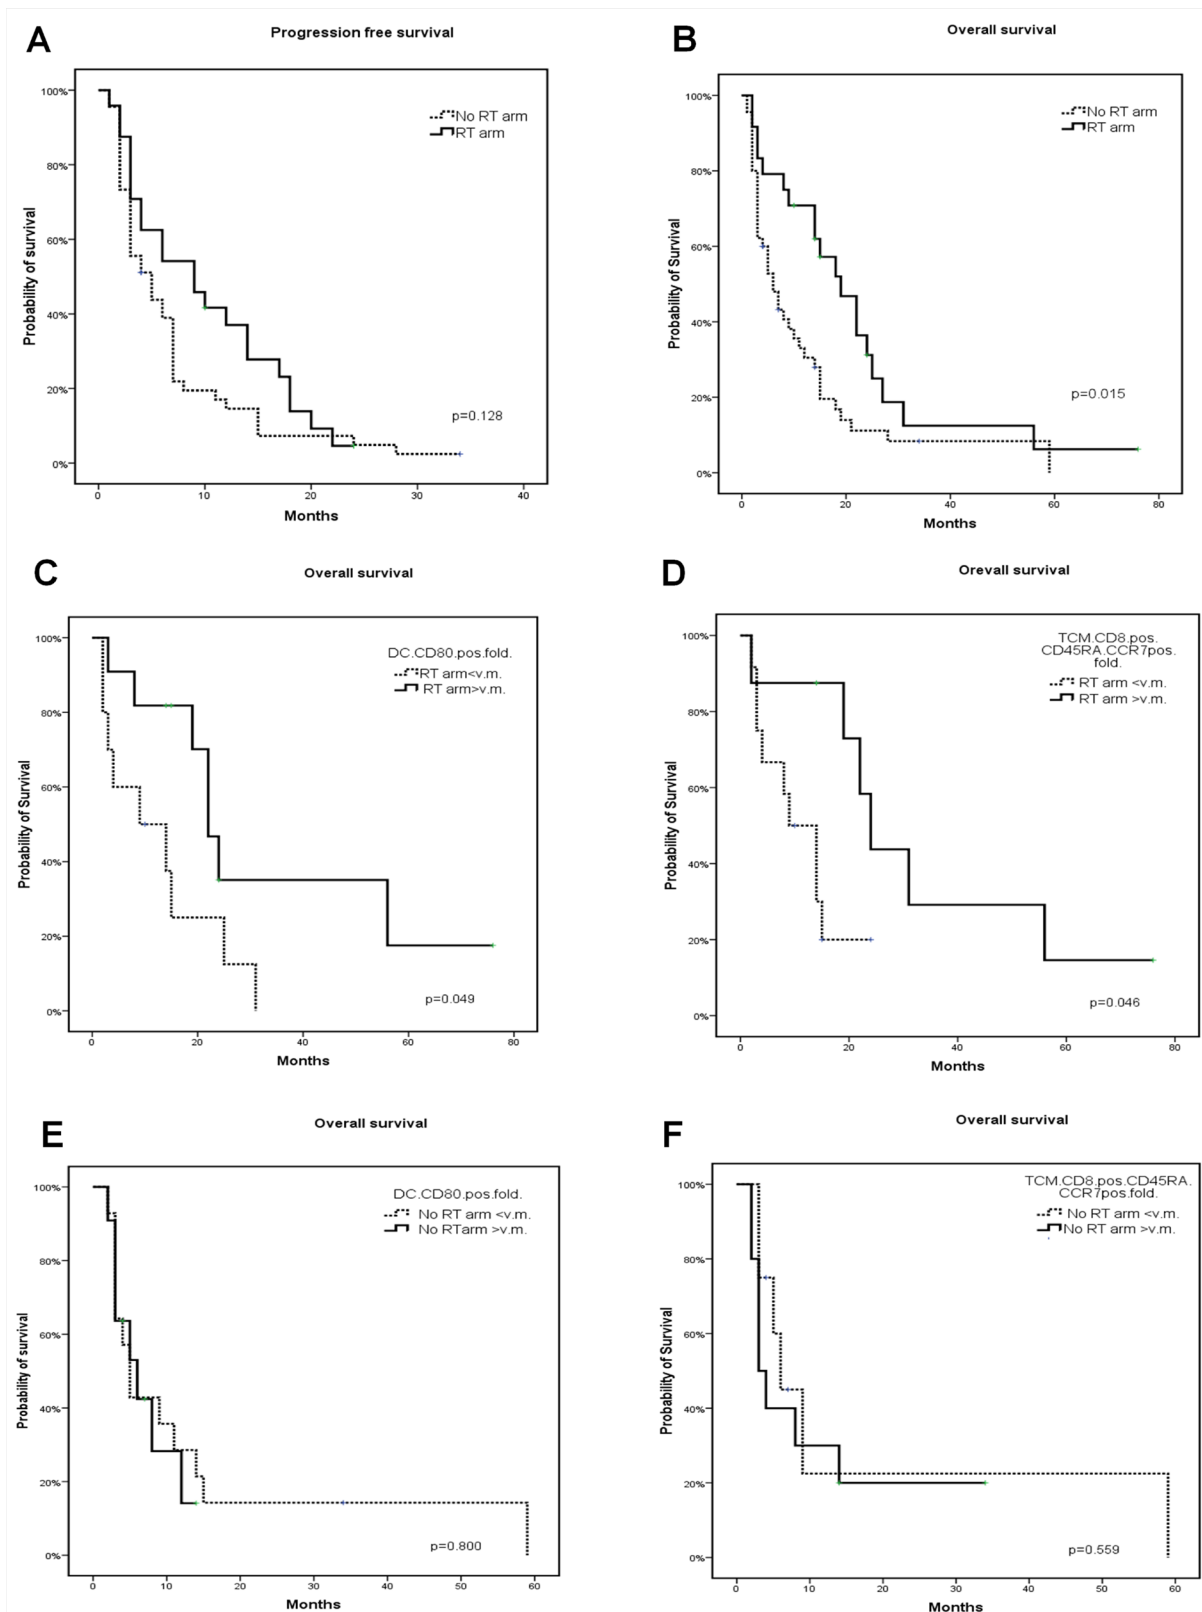 A
Progression free survival
Probability of survival
100%
80%
60%
40%
20%
0%
No RT arm
RT arm
p=0.128
0 10 20 30 40
Months
B
Overall survival
Probability of Survival
100%
80%
60%
40%
20%
0%
No RT arm
RT arm
p=0.015
0 20 40 60 80
Months
C
Overall survival
Probability of Survival
100%
80%
60%
40%
20%
0%
DC.CD80.pos.fold.
RT arm<v.m.
RT arm>v.m.
p=0.049
0 20 40 60 80
Months
D
Orevall survival
Probability of Survival
100%
80%
60%
40%
20%
0%
TCM.CD8.pos.
CD45RA.CCR7pos.
fold.
RT arm <v.m.
RT arm >v.m.
p=0.046
0 20 40 60 80
Months
E
Overall survival
Probability of survival
100%
80%
60%
40%
20%
0%
DC.CD80.pos.fold.
No RT arm <v.m.
No RTarm >v.m.
p=0.800
0 10 20 30 40 50 60
Months
F
Overall survival
Probability of Survival
100%
80%
60%
40%
20%
0%
TCM.CD8.pos.CD45RA.
CCR7pos.fold.
No RT arm <v.m.
No RT arm >v.m.
p=0.559
0 10 20 30 40 50 60
Months